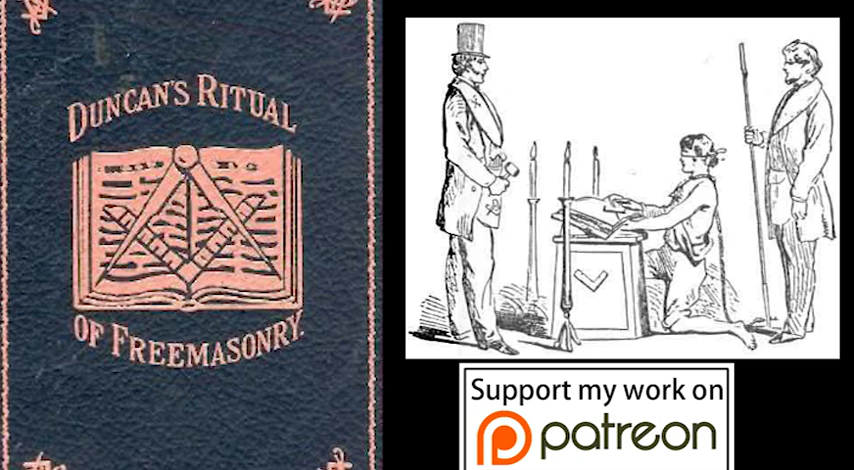 DUNCAN'S RITUAL
OF FREEMASONRY.
Support my work on
patreon